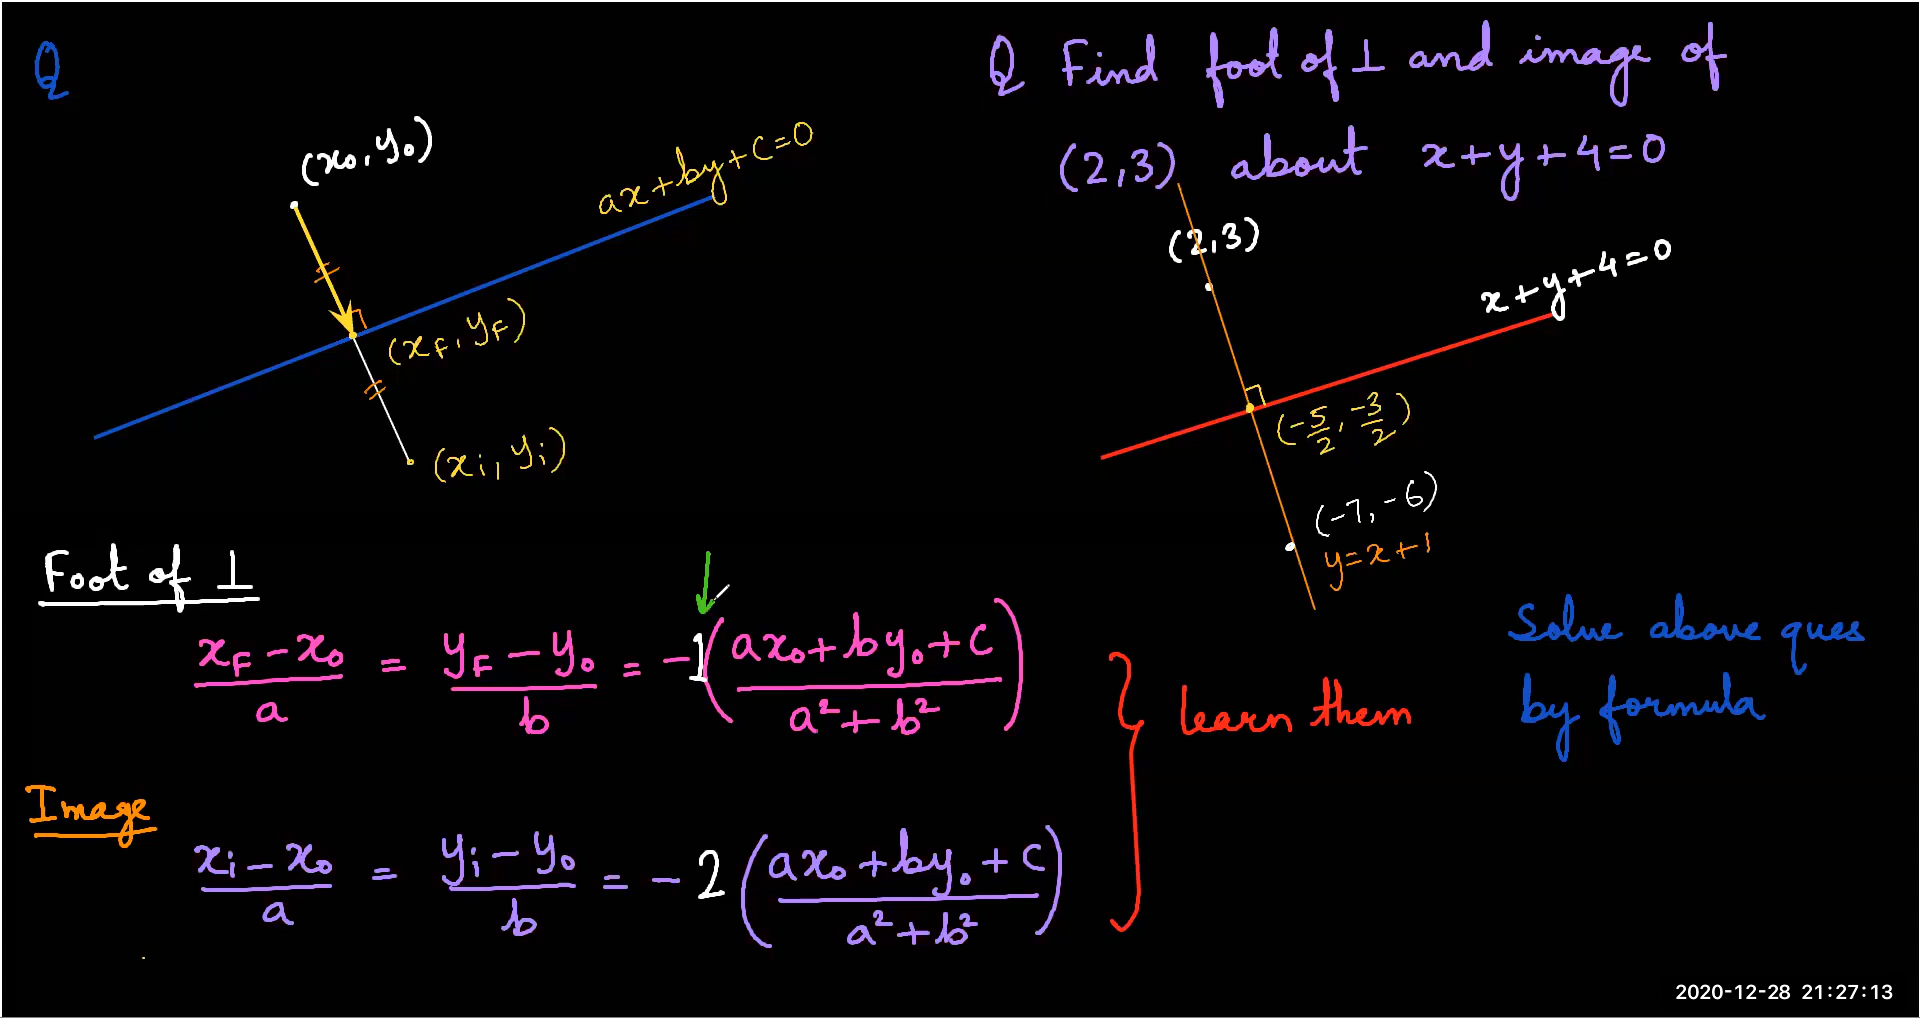 Q
(x₀, y₀)
ax+by+c=0
(x_F, y_F)
(x_i, y_i)
Q Find foot of ⊥ and image of
(2,3) about x+y+4=0
(2,3)
x+y+4=0
(-5/2, -3/2)
(-7,-6)
y=x+1
Foot of ⊥
(x_F - x₀)/a = (y_F - y₀)/b = -1((ax₀+by₀+c)/(a²+b²))
Image
(x_i - x₀)/a = (y_i - y₀)/b = -2((ax₀+by₀+c)/(a²+b²))
learn them
Solve above ques
by formula
2020-12-28 21:27:13